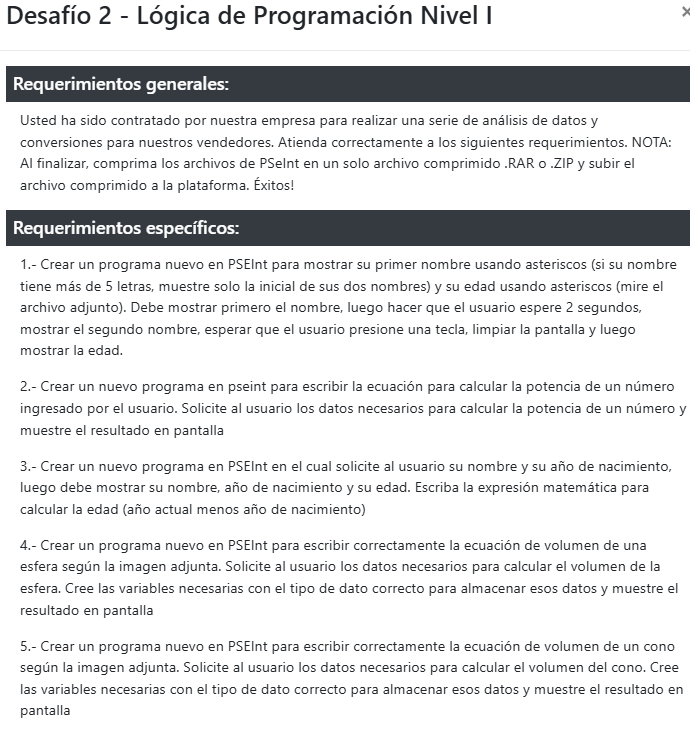 Desafío 2 - Lógica de Programación Nivel I
×
Requerimientos generales:
Usted ha sido contratado por nuestra empresa para realizar una serie de análisis de datos y
conversiones para nuestros vendedores. Atienda correctamente a los siguientes requerimientos. NOTA:
Al finalizar, comprima los archivos de PSeInt en un solo archivo comprimido .RAR o .ZIP y subir el
archivo comprimido a la plataforma. Éxitos!
Requerimientos específicos:
1.- Crear un programa nuevo en PSEInt para mostrar su primer nombre usando asteriscos (si su nombre
tiene más de 5 letras, muestre solo la inicial de sus dos nombres) y su edad usando asteriscos (mire el
archivo adjunto). Debe mostrar primero el nombre, luego hacer que el usuario espere 2 segundos,
mostrar el segundo nombre, esperar que el usuario presione una tecla, limpiar la pantalla y luego
mostrar la edad.
2.- Crear un nuevo programa en pseint para escribir la ecuación para calcular la potencia de un número
ingresado por el usuario. Solicite al usuario los datos necesarios para calcular la potencia de un número y
muestre el resultado en pantalla
3.- Crear un nuevo programa en PSEInt en el cual solicite al usuario su nombre y su año de nacimiento,
luego debe mostrar su nombre, año de nacimiento y su edad. Escriba la expresión matemática para
calcular la edad (año actual menos año de nacimiento)
4.- Crear un programa nuevo en PSEInt para escribir correctamente la ecuación de volumen de una
esfera según la imagen adjunta. Solicite al usuario los datos necesarios para calcular el volumen de la
esfera. Cree las variables necesarias con el tipo de dato correcto para almacenar esos datos y muestre el
resultado en pantalla
5.- Crear un programa nuevo en PSEInt para escribir correctamente la ecuación de volumen de un cono
según la imagen adjunta. Solicite al usuario los datos necesarios para calcular el volumen del cono. Cree
las variables necesarias con el tipo de dato correcto para almacenar esos datos y muestre el resultado en
pantalla